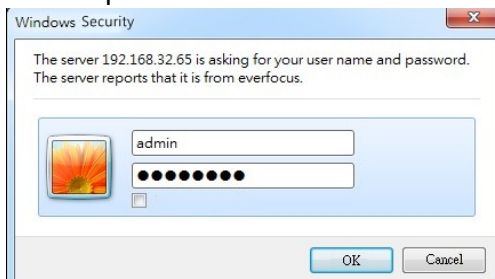 Windows Security
The server 192.168.32.65 is asking for your user name and password.
The server reports that it is from everfocus.
admin
●●●●●●●●
OK
Cancel